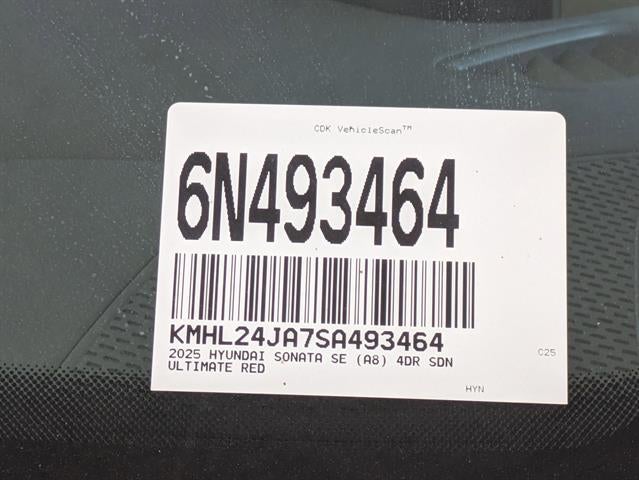 CDK VehicleScan™
6N493464
KMHL24JA7SA493464
2025 HYUNDAI SONATA SE (A8) 4DR SDN
ULTIMATE RED
C25
HYN